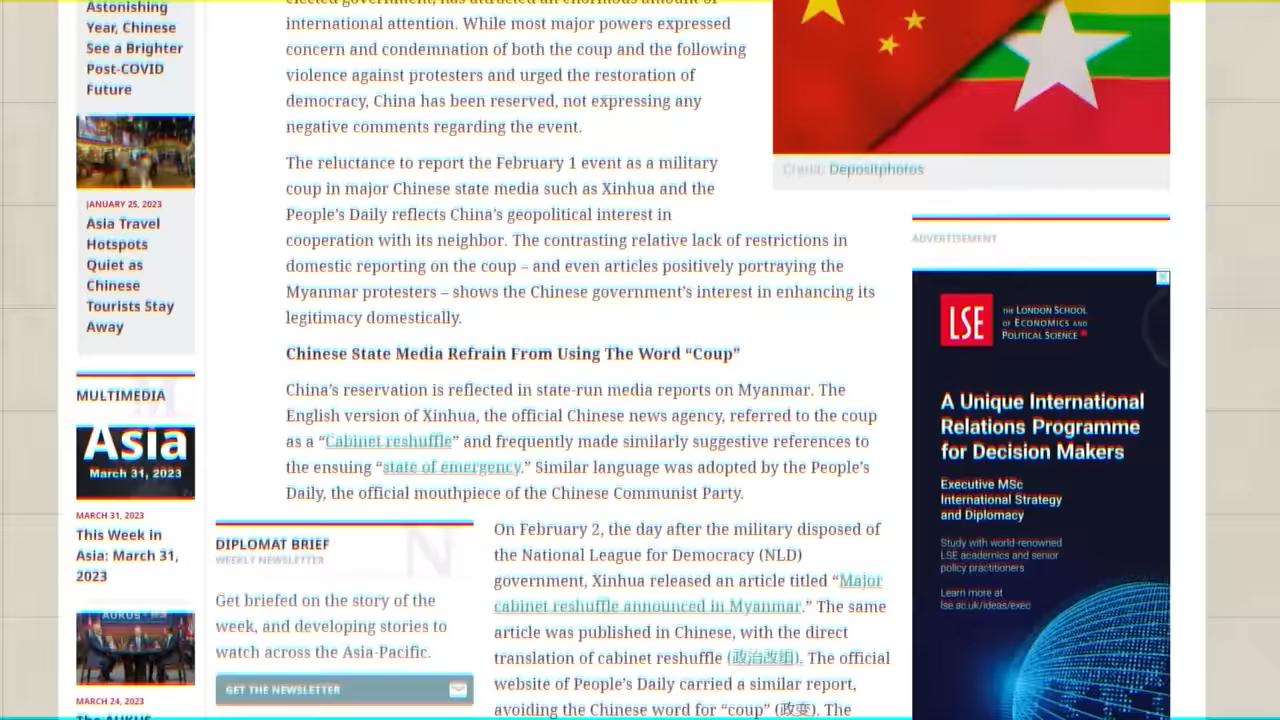 Astonishing
Year, Chinese
See a Brighter
Post-COVID
Future
JANUARY 25, 2023
Asia Travel
Hotspots
Quiet as
Chinese
Tourists Stay
Away
MULTIMEDIA
Asia
March 31, 2023
MARCH 31, 2023
This Week in
Asia: March 31,
2023
AUKUS
MARCH 24, 2023
The AUKUS
elected government, has attracted an enormous amount of
international attention. While most major powers expressed
concern and condemnation of both the coup and the following
violence against protesters and urged the restoration of
democracy, China has been reserved, not expressing any
negative comments regarding the event.
The reluctance to report the February 1 event as a military
coup in major Chinese state media such as Xinhua and the
People's Daily reflects China's geopolitical interest in
cooperation with its neighbor. The contrasting relative lack of restrictions in
domestic reporting on the coup – and even articles positively portraying the
Myanmar protesters – shows the Chinese government's interest in enhancing its
legitimacy domestically.
Chinese State Media Refrain From Using The Word “Coup”
China's reservation is reflected in state-run media reports on Myanmar. The
English version of Xinhua, the official Chinese news agency, referred to the coup
as a “Cabinet reshuffle” and frequently made similarly suggestive references to
the ensuing “state of emergency.” Similar language was adopted by the People's
Daily, the official mouthpiece of the Chinese Communist Party.
DIPLOMAT BRIEF
WEEKLY NEWSLETTER
N
Get briefed on the story of the
week, and developing stories to
watch across the Asia-Pacific.
GET THE NEWSLETTER
On February 2, the day after the military disposed of
the National League for Democracy (NLD)
government, Xinhua released an article titled “Major
cabinet reshuffle announced in Myanmar.” The same
article was published in Chinese, with the direct
translation of cabinet reshuffle (政治改组). The official
website of People's Daily carried a similar report,
avoiding the Chinese word for “coup” (政变). The
Credit: Depositphotos
ADVERTISEMENT
LSE
THE LONDON SCHOOL
OF ECONOMICS AND
POLITICAL SCIENCE
A Unique International
Relations Programme
for Decision Makers
Executive MSc
International Strategy
and Diplomacy
Study with world-renowned
LSE academics and senior
policy practitioners
Learn more at
lse.ac.uk/ideas/exec